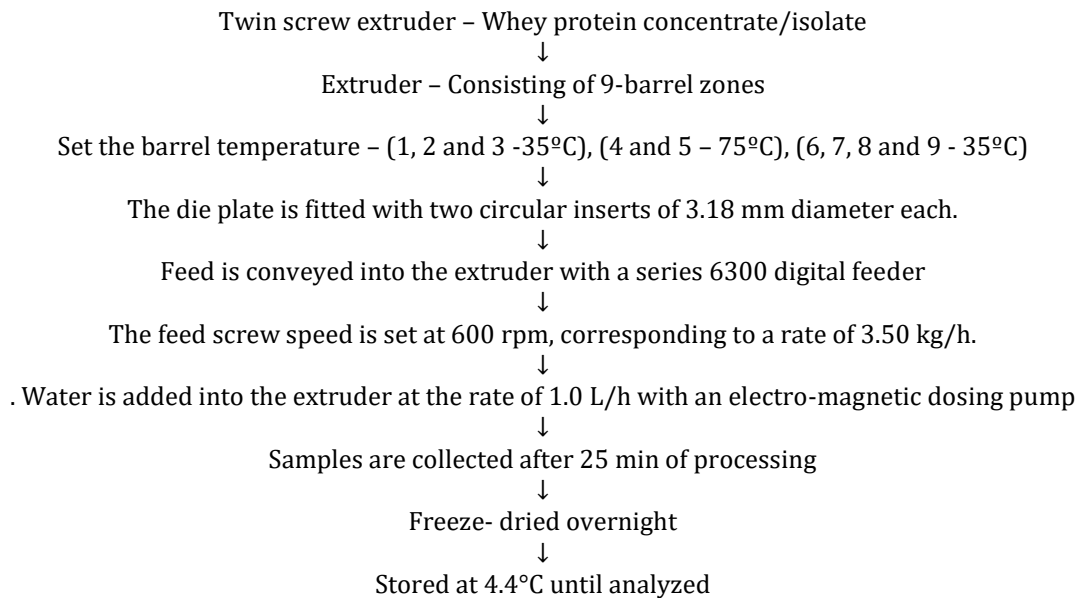 Twin screw extruder – Whey protein concentrate/isolate
↓
Extruder – Consisting of 9-barrel zones
↓
Set the barrel temperature – (1, 2 and 3 -35ºC), (4 and 5 – 75ºC), (6, 7, 8 and 9 - 35ºC)
↓
The die plate is fitted with two circular inserts of 3.18 mm diameter each.
↓
Feed is conveyed into the extruder with a series 6300 digital feeder
↓
The feed screw speed is set at 600 rpm, corresponding to a rate of 3.50 kg/h.
↓
. Water is added into the extruder at the rate of 1.0 L/h with an electro-magnetic dosing pump
↓
Samples are collected after 25 min of processing
↓
Freeze- dried overnight
↓
Stored at 4.4°C until analyzed